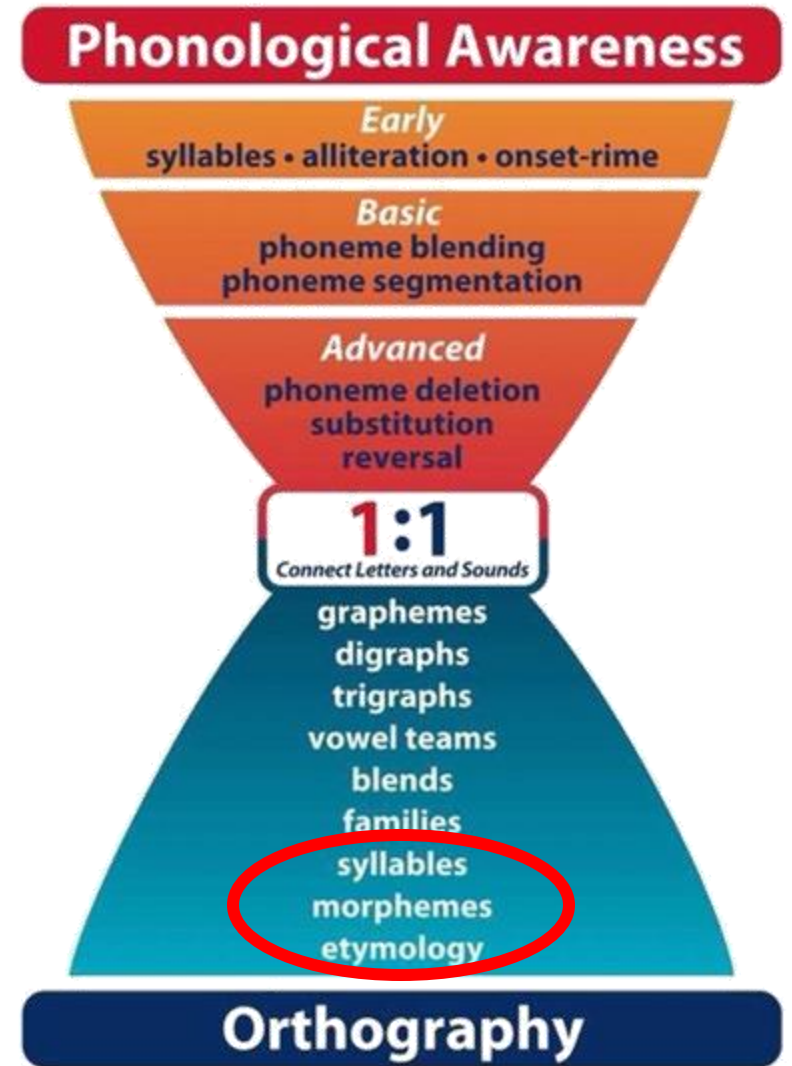 Phonological Awareness
Early
syllables • alliteration • onset-rime
Basic
phoneme blending
phoneme segmentation
Advanced
phoneme deletion
substitution
reversal
1:1
Connect Letters and Sounds
graphemes
digraphs
trigraphs
vowel teams
blends
families
syllables
morphemes
etymology
Orthography